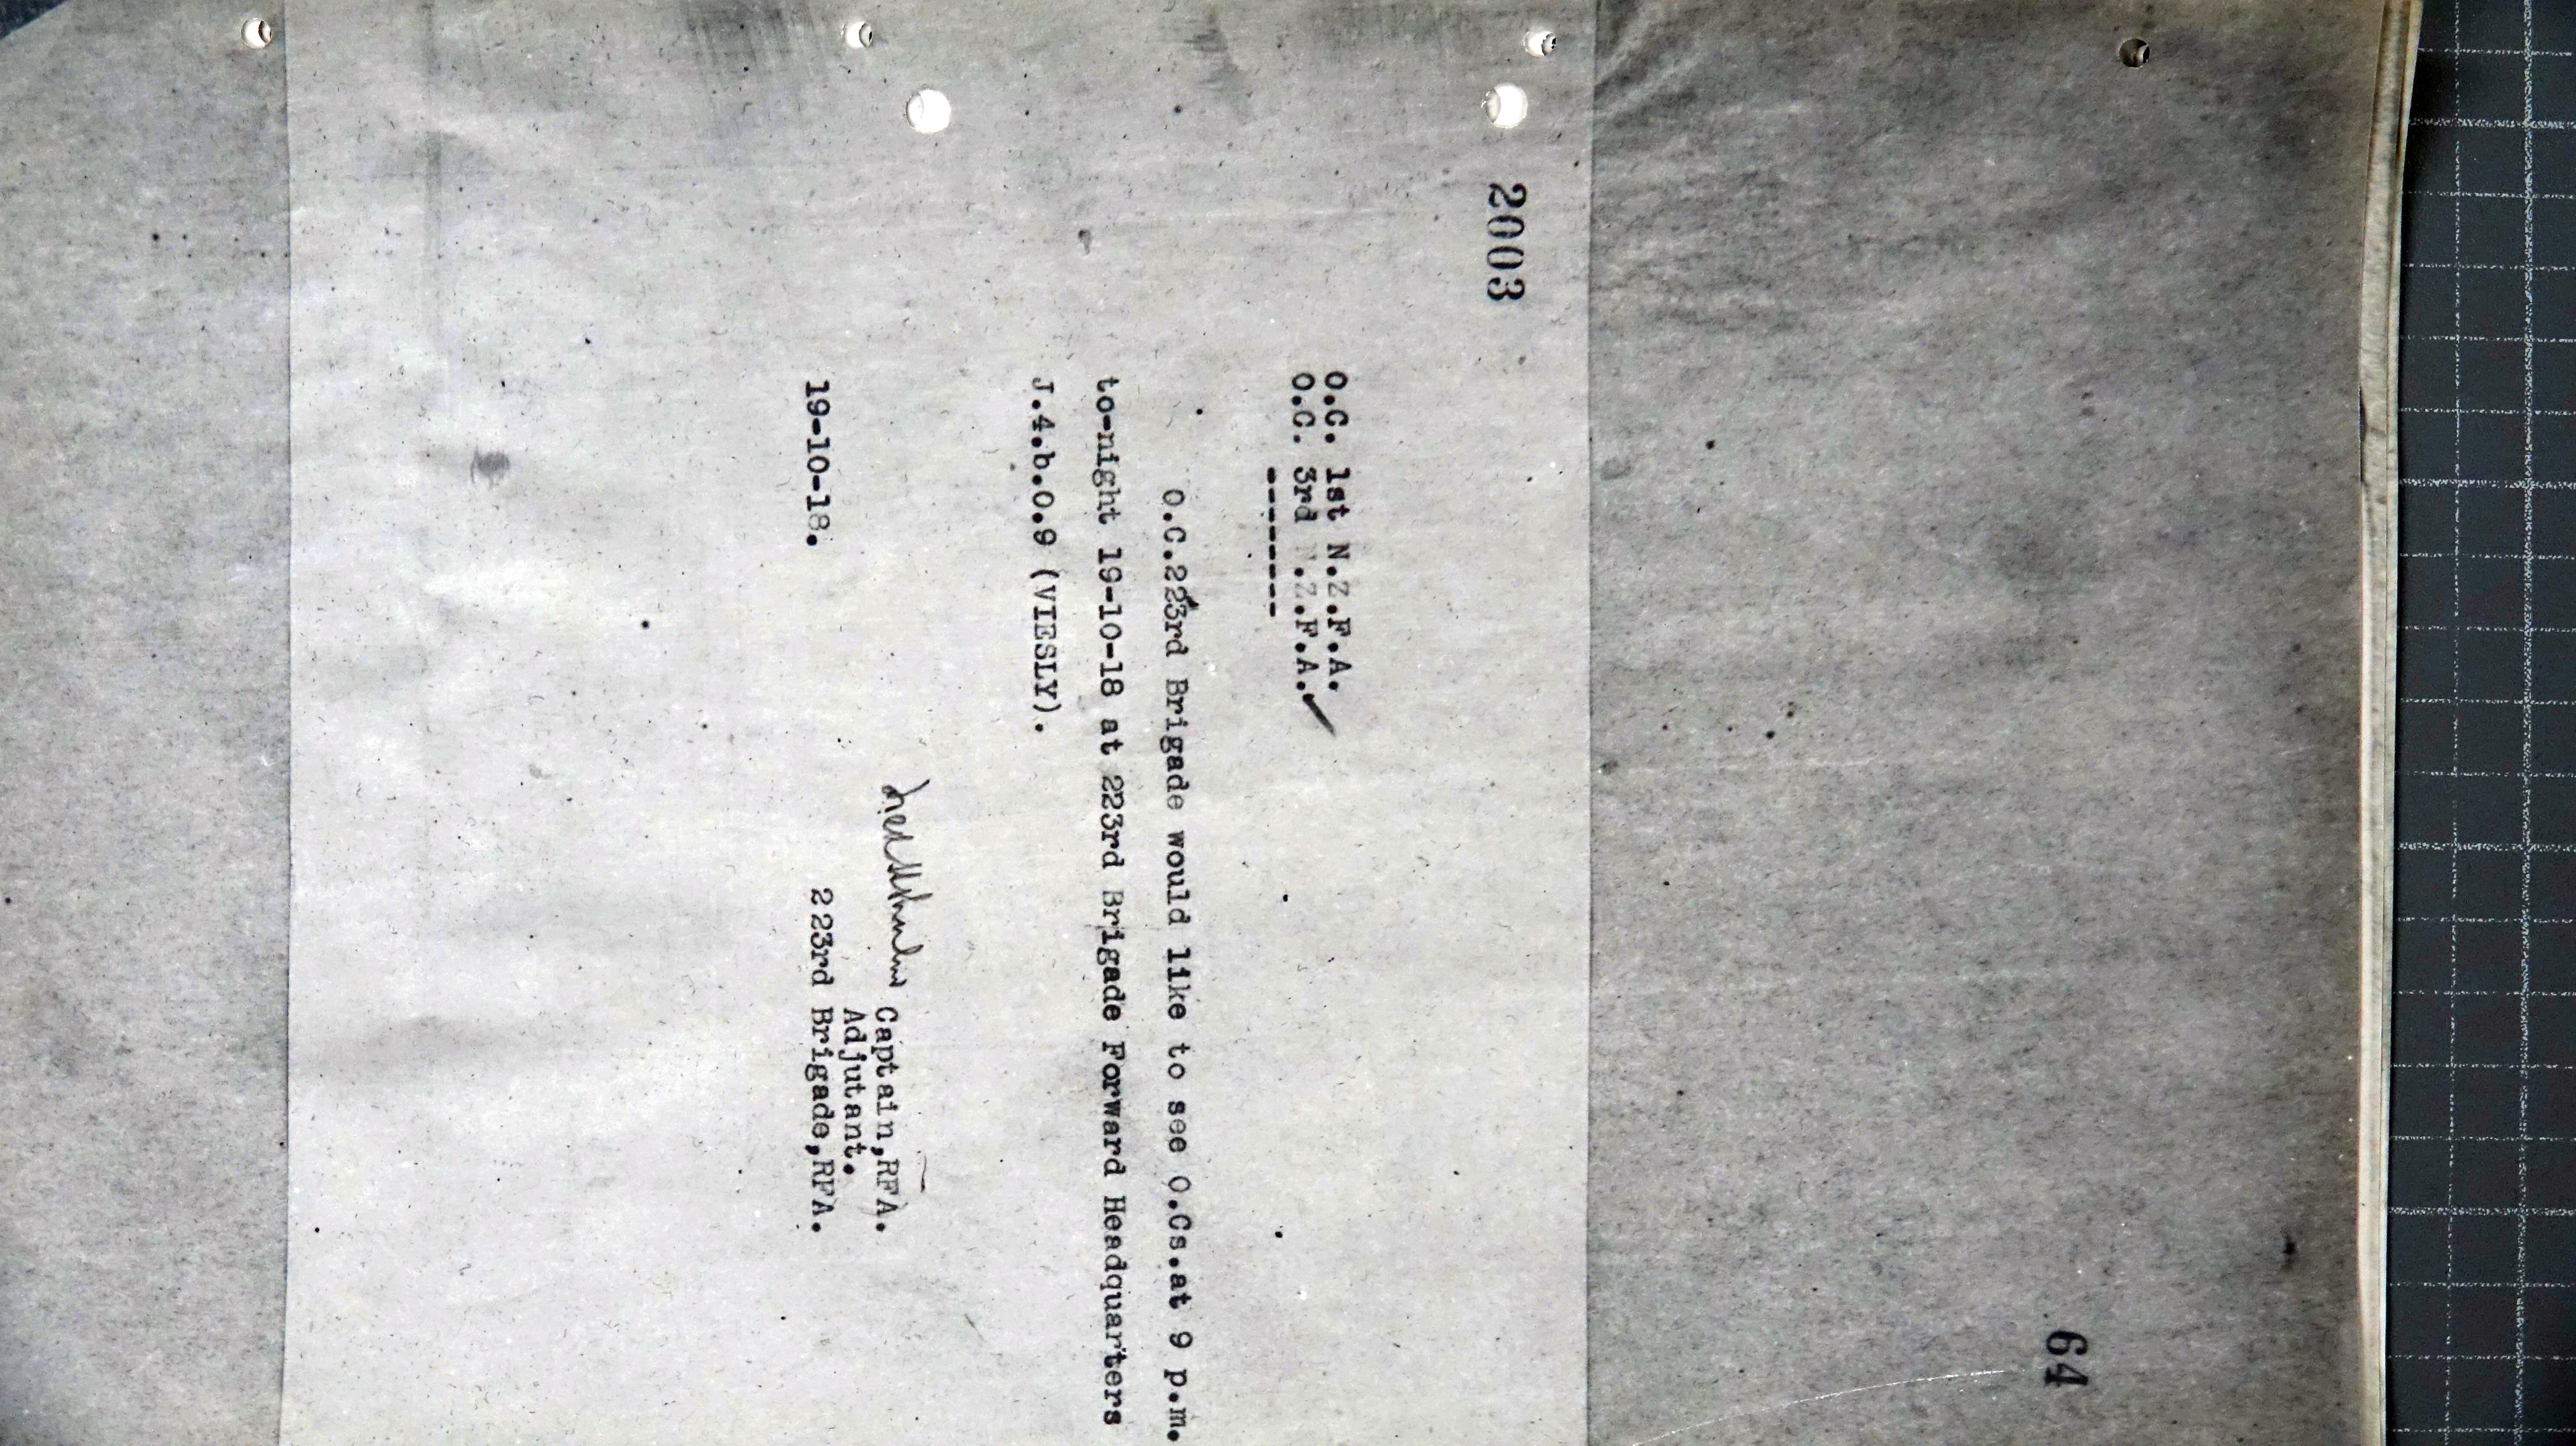 64
2003
O.C. 1st N.Z.F.A.
O.C. 3rd N.Z.F.A. ✓
---------
O.C.223rd Brigade would like to see O.Cs.at 9 p.m.
to-night 19-10-18 at 223rd Brigade Forward Headquarters
J.4.b.0.9 (VIESLY).
Captain,RFA.
Adjutant.
19-10-18. 223rd Brigade,RFA.